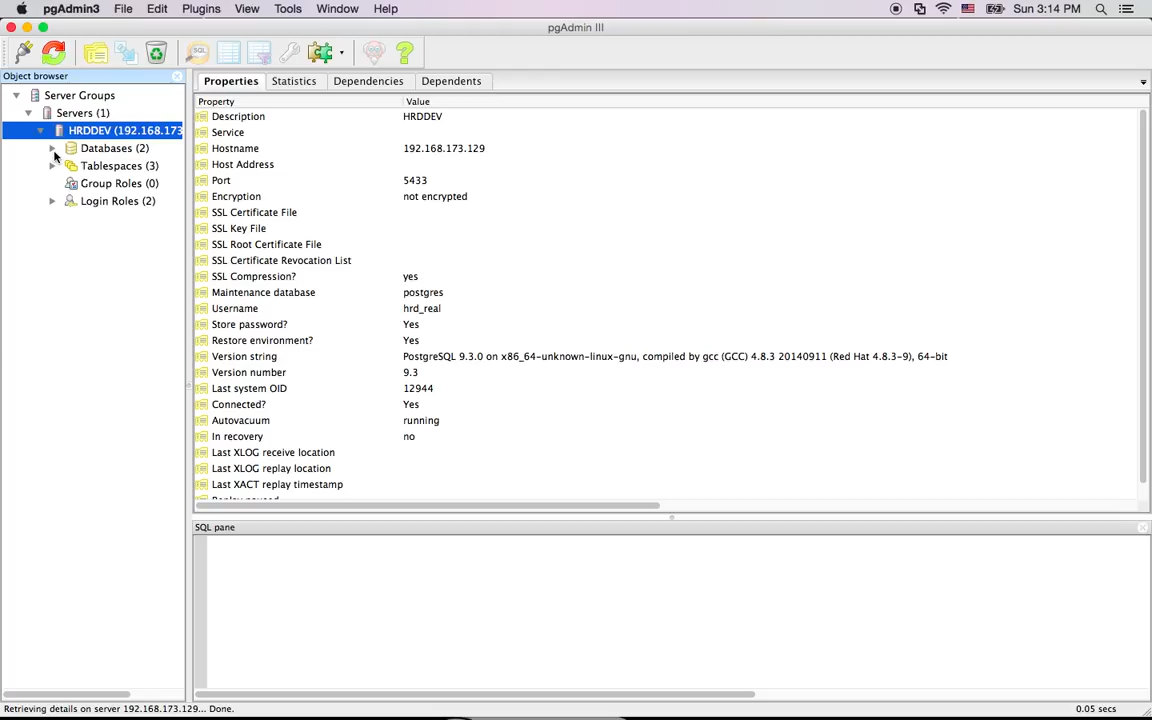 pgAdmin3 File Edit Plugins View Tools Window Help Sun 3:14 PM
pgAdmin III
SQL
Object browser
Server Groups
Servers (1)
HRDDEV (192.168.173
Databases (2)
Tablespaces (3)
Group Roles (0)
Login Roles (2)
Properties Statistics Dependencies Dependents
Property Value
Description HRDDEV
Service
Hostname 192.168.173.129
Host Address
Port 5433
Encryption not encrypted
SSL Certificate File
SSL Key File
SSL Root Certificate File
SSL Certificate Revocation List
SSL Compression? yes
Maintenance database postgres
Username hrd_real
Store password? Yes
Restore environment? Yes
Version string PostgreSQL 9.3.0 on x86_64-unknown-linux-gnu, compiled by gcc (GCC) 4.8.3 20140911 (Red Hat 4.8.3-9), 64-bit
Version number 9.3
Last system OID 12944
Connected? Yes
Autovacuum running
In recovery no
Last XLOG receive location
Last XLOG replay location
Last XACT replay timestamp
SQL pane
Retrieving details on server 192.168.173.129... Done. 0.05 secs